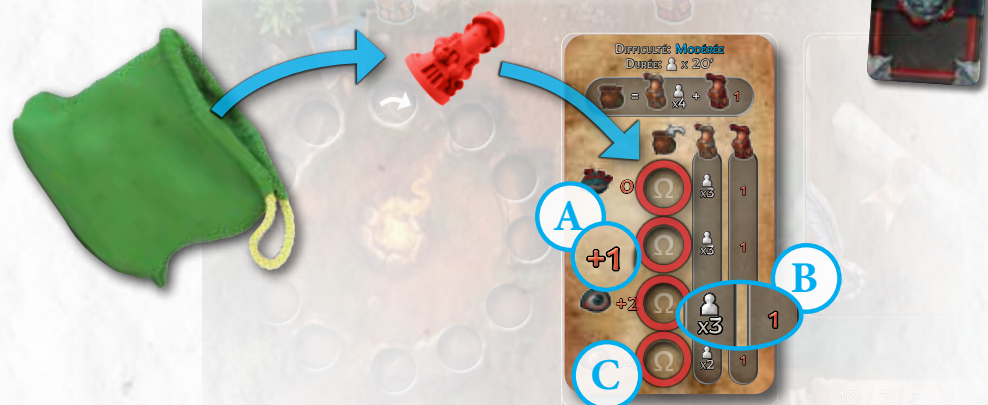 Difficulté: Modérée
Durée: x 20'
= x4 + 1
0 Ω x3 1
A
+1 Ω x3 1
B
+2 Ω x3 1
C Ω x2 1